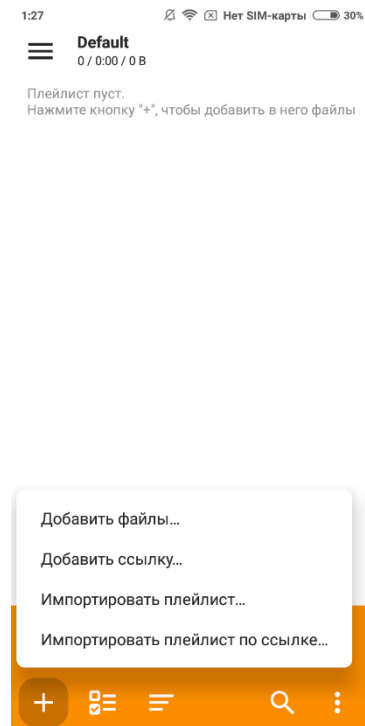 1:27 Нет SIM-карты 30%
Default
0 / 0:00 / 0 B
Плейлист пуст.
Нажмите кнопку "+", чтобы добавить в него файлы
Добавить файлы...
Добавить ссылку...
Импортировать плейлист...
Импортировать плейлист по ссылке...